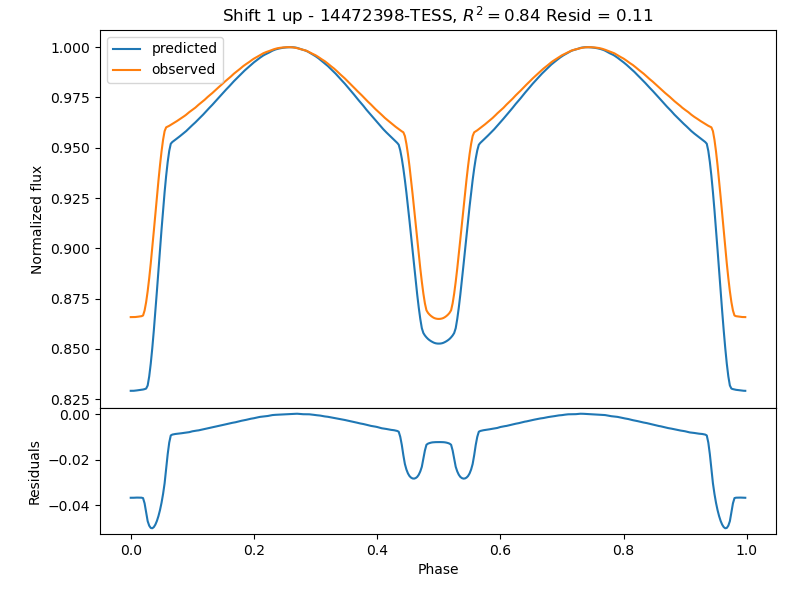 Shift 1 up - 14472398-TESS, R² = 0.84 Resid = 0.11
predicted
observed
1.000
0.975
0.950
0.925
0.900
0.875
0.850
0.825
Normalized flux
0.00
−0.02
−0.04
Residuals
0.0 0.2 0.4 0.6 0.8 1.0
Phase